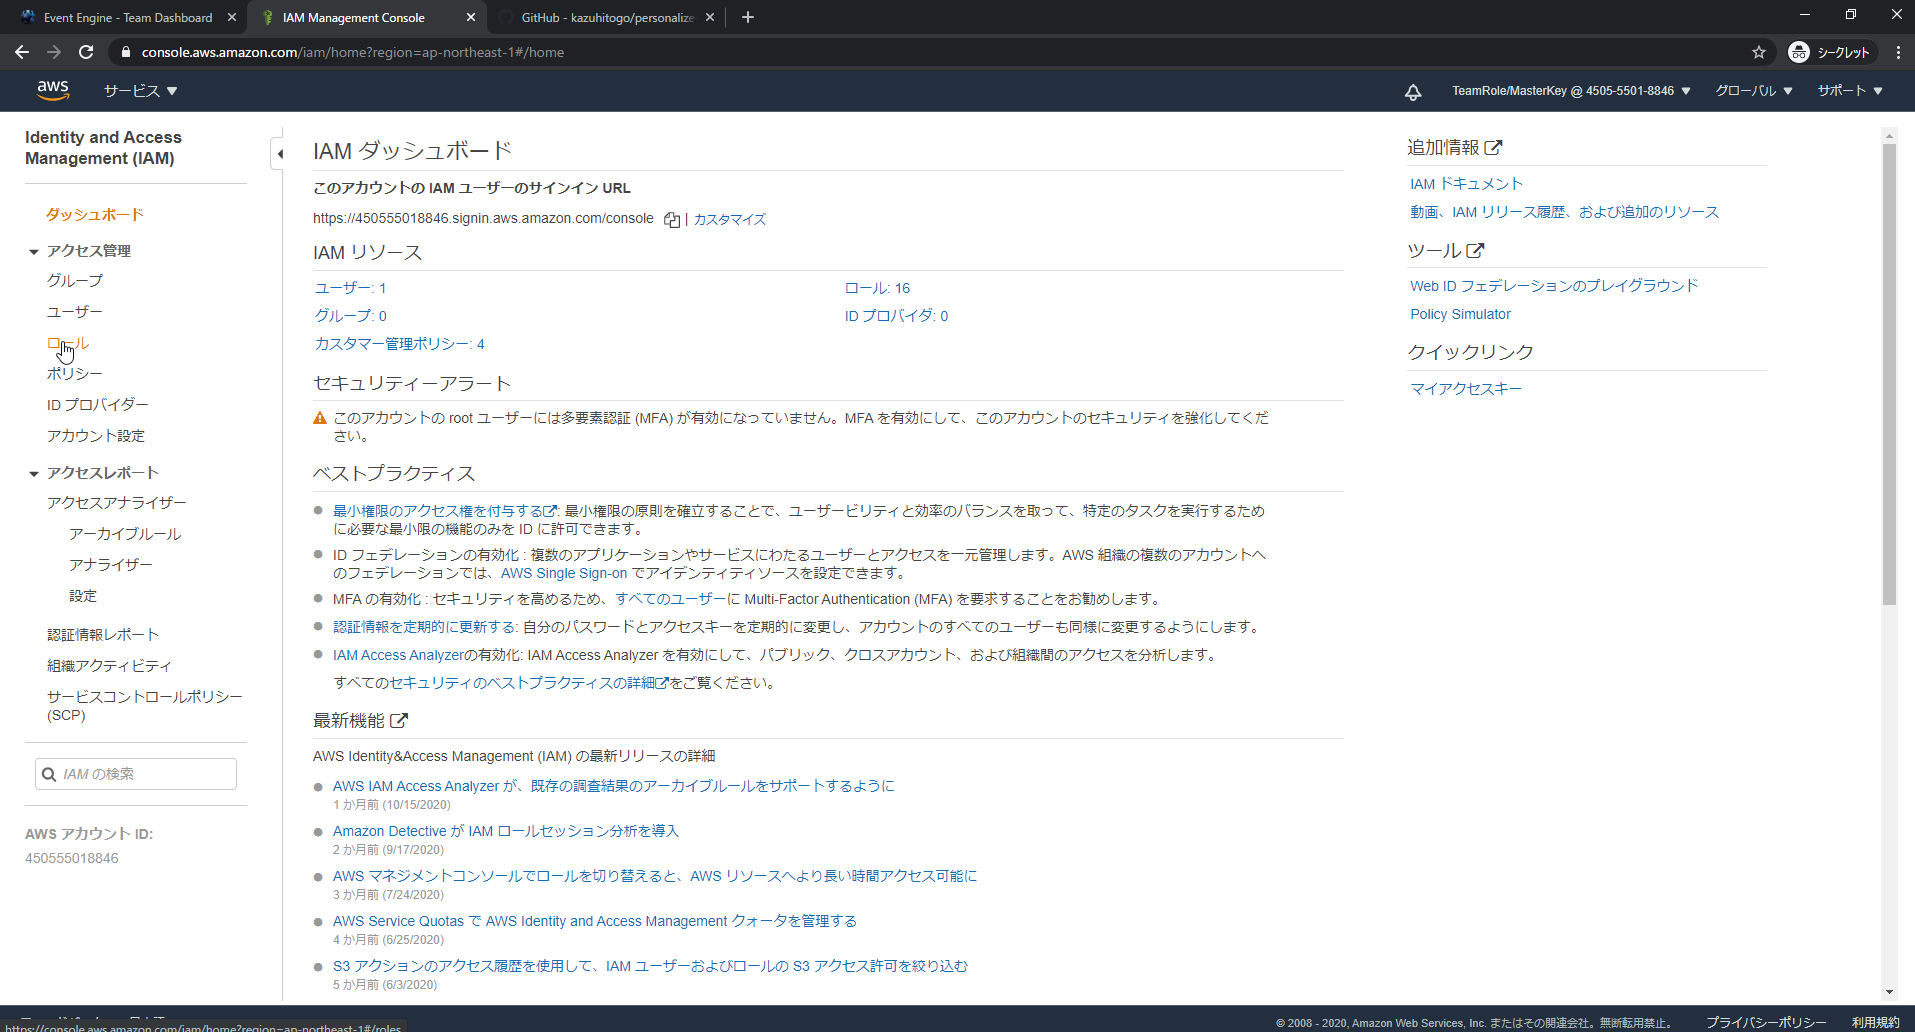 Event Engine - Team Dashboard
IAM Management Console
GitHub - kazuhitogo/personalize
console.aws.amazon.com/iam/home?region=ap-northeast-1#/home
シークレット
aws
サービス
TeamRole/MasterKey @ 4505-5501-8846
グローバル
サポート
Identity and Access
Management (IAM)
ダッシュボード
アクセス管理
グループ
ユーザー
ロール
ポリシー
ID プロバイダー
アカウント設定
アクセスレポート
アクセスアナライザー
アーカイブルール
アナライザー
設定
認証情報レポート
組織アクティビティ
サービスコントロールポリシー
(SCP)
IAM の検索
AWS アカウント ID:
450555018846
IAM ダッシュボード
このアカウントの IAM ユーザーのサインイン URL
https://450555018846.signin.aws.amazon.com/console | カスタマイズ
IAM リソース
ユーザー: 1
ロール: 16
グループ: 0
ID プロバイダ: 0
カスタマー管理ポリシー: 4
セキュリティーアラート
このアカウントの root ユーザーには多要素認証 (MFA) が有効になっていません。MFA を有効にして、このアカウントのセキュリティを強化してくだ
さい。
ベストプラクティス
最小権限のアクセス権を付与する: 最小権限の原則を確立することで、ユーザービリティと効率のバランスを取って、特定のタスクを実行するため
に必要な最小限の機能のみを ID に許可できます。
ID フェデレーションの有効化 : 複数のアプリケーションやサービスにわたるユーザーとアクセスを一元管理します。AWS 組織の複数のアカウントへ
のフェデレーションでは、AWS Single Sign-on でアイデンティティソースを設定できます。
MFA の有効化 : セキュリティを高めるため、すべてのユーザーに Multi-Factor Authentication (MFA) を要求することをお勧めします。
認証情報を定期的に更新する: 自分のパスワードとアクセスキーを定期的に変更し、アカウントのすべてのユーザーも同様に変更するようにします。
IAM Access Analyzerの有効化: IAM Access Analyzer を有効にして、パブリック、クロスアカウント、および組織間のアクセスを分析します。
すべてのセキュリティのベストプラクティスの詳細をご覧ください。
最新機能
AWS Identity&Access Management (IAM) の最新リリースの詳細
AWS IAM Access Analyzer が、既存の調査結果のアーカイブルールをサポートするように
1 か月前 (10/15/2020)
Amazon Detective が IAM ロールセッション分析を導入
2 か月前 (9/17/2020)
AWS マネジメントコンソールでロールを切り替えると、AWS リソースへより長い時間アクセス可能に
3 か月前 (7/24/2020)
AWS Service Quotas で AWS Identity and Access Management クォータを管理する
4 か月前 (6/25/2020)
S3 アクションのアクセス履歴を使用して、IAM ユーザーおよびロールの S3 アクセス許可を絞り込む
5 か月前 (6/3/2020)
追加情報
IAM ドキュメント
動画、IAM リリース履歴、および追加のリソース
ツール
Web ID フェデレーションのプレイグラウンド
Policy Simulator
クイックリンク
マイアクセスキー
https://console.aws.amazon.com/iam/home?region=ap-northeast-1#/roles
© 2008 - 2020, Amazon Web Services, Inc. またはその関連会社。無断転用禁止。
プライバシーポリシー
利用規約